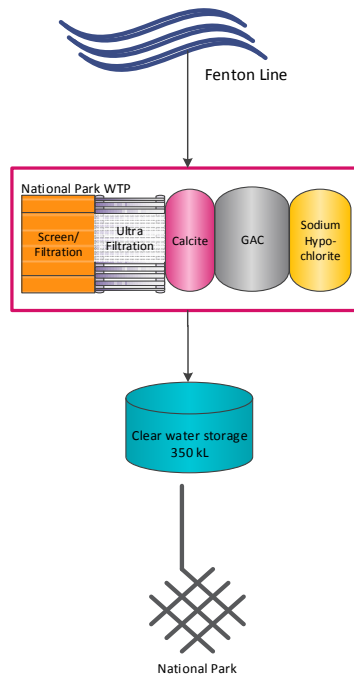 Fenton Line
National Park WTP
Screen/
Filtration
Ultra
Filtration
Calcite
GAC
Sodium
Hypo-
chlorite
Clear water storage
350 kL
National Park